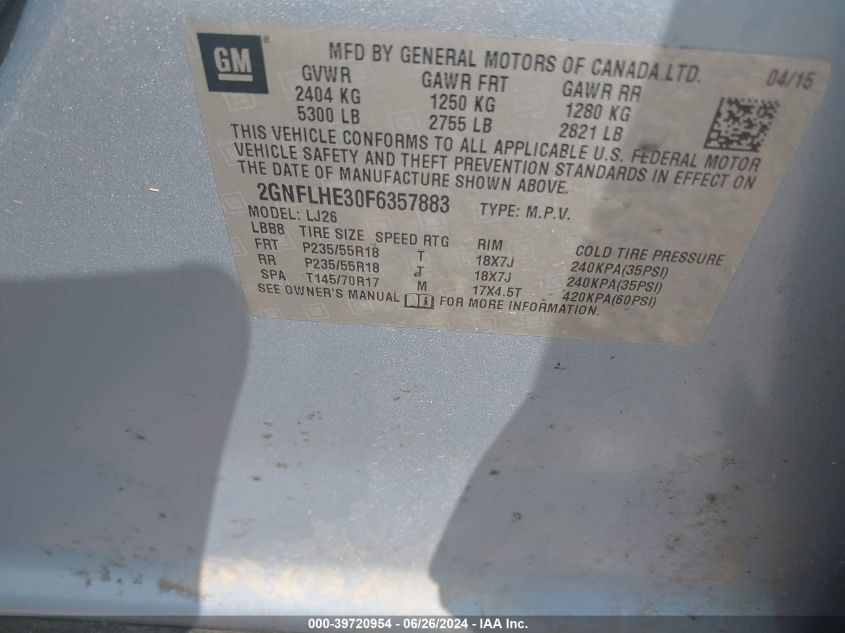 GM ®
MFD BY GENERAL MOTORS OF CANADA LTD. 04/15
GVWR GAWR FRT GAWR RR
2404 KG 1250 KG 1280 KG
5300 LB 2755 LB 2821 LB
THIS VEHICLE CONFORMS TO ALL APPLICABLE U.S. FEDERAL MOTOR
VEHICLE SAFETY AND THEFT PREVENTION STANDARDS IN EFFECT ON
THE DATE OF MANUFACTURE SHOWN ABOVE.
2GNFLHE30F6357883 TYPE: M.P.V.
MODEL: LJ26
LBB8 TIRE SIZE SPEED RTG RIM COLD TIRE PRESSURE
FRT P235/55R18 T 18X7J 240KPA(35PSI)
RR P235/55R18 T 18X7J 240KPA(35PSI)
SPA T145/70R17 M 17X4.5T 420KPA(60PSI)
SEE OWNER'S MANUAL FOR MORE INFORMATION.
000-39720954 / 06/26/2024 - IAA Inc.